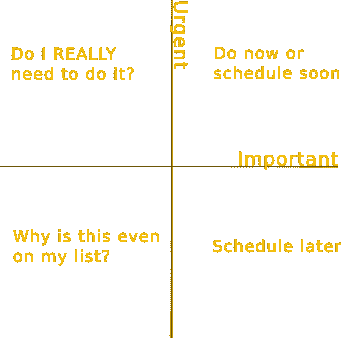 Urgent
Do I REALLY
need to do it?
Do now or
schedule soon
Important
Why is this even
on my list?
Schedule later